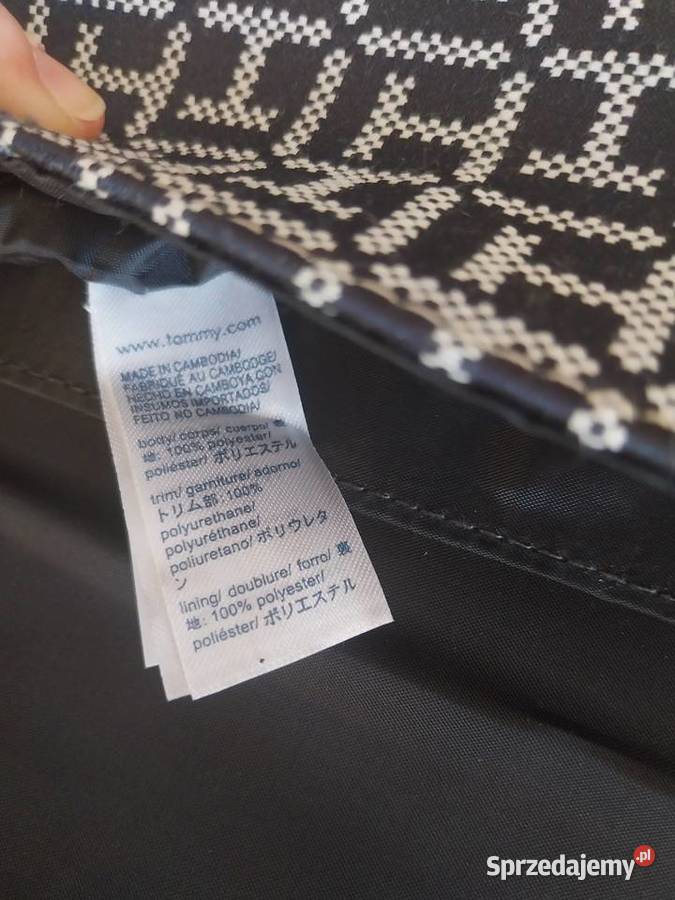 www.tommy.com
MADE IN CAMBODIA/
FABRIQUÉ AU CAMBODGE/
HECHO EN CAMBOYA CON
INSUMOS IMPORTADOS/
FEITO NO CAMBODIA/
body/ corps/ cuerpo/ 表
地: 100% polyester/
poliéster/ ポリエステル
trim/ garniture/ adorno/
トリム部: 100%
polyurethane/
polyuréthane/
poliuretano/ ポリウレタ
ン
lining/ doublure/ forro/ 裏
地: 100% polyester/
poliéster/ ポリエステル
Sprzedajemy.pl